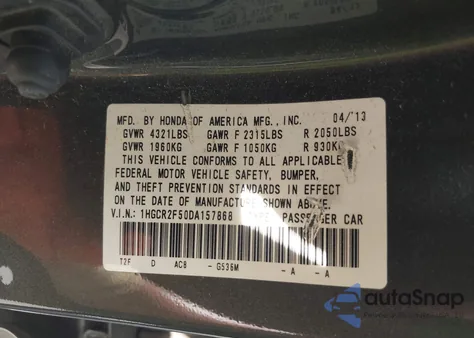 MFD. BY HONDA OF AMERICA MFG., INC. 04/13
GVWR 4321LBS GAWR F 2315LBS R 2050LBS
GVWR 1960KG GAWR F 1050KG R 930KG
THIS VEHICLE CONFORMS TO ALL APPLICABLE
FEDERAL MOTOR VEHICLE SAFETY, BUMPER,
AND THEFT PREVENTION STANDARDS IN EFFECT
ON THE DATE OF MANUFACTURE SHOWN ABOVE.
V.I.N.: 1HGCR2F50DA157868 TYPE: PASSENGER CAR
T2F D AC8 - G536M - A - A
autoSnap